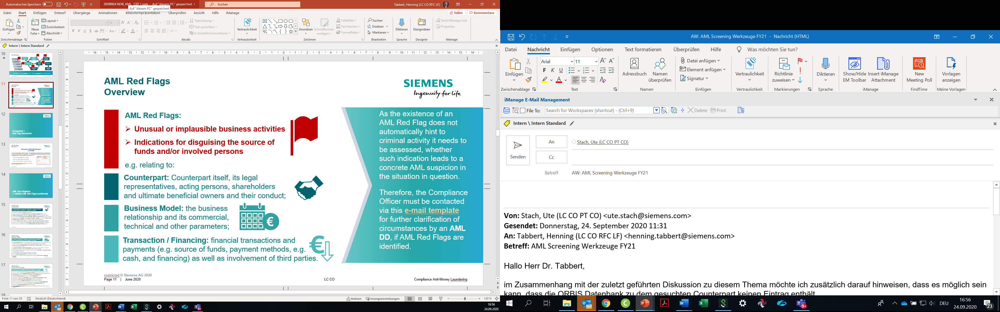 Automatisches Speichern
20200924 NEW_AML_CEP 1.pptx - Auf "diesem PC" gespeichert
Suchen
Tabbert, Henning (LC CO RFC LF)
Auf "diesem PC" gespeichert
Datei Start Einfügen Entwurf Übergänge Animationen Bildschirmpräsentation Überprüfen Ansicht Hilfe iManage
Teilen Kommentare
Einfügen
Neue Folie
Layout
Zurücksetzen
Abschnitt
14
F K U S ab AV Aa A
Textrichtung
Text ausrichten
In SmartArt konvertieren
Vertraulichkeit
Anordnen
Schnellformat-vorlagen
Fülleffekt
Formkontur
Formeffekte
Suchen
Ersetzen
Markieren
Diktieren
Designideen
Send iManage Link
Properties
Zwischenablage Folien Schriftart Absatz Vertraulichkeit Zeichnen Bearbeiten Sprache Designer iManage
Intern \ Intern Standard
10
11
12
Groupwork 1
Red Flag discussion
13
14
AML Due Diligence
1. Identify AML Red Flags (continued)
15
16
17
18
AML Red Flags
Overview
SIEMENS
Ingenuity for life
AML Red Flags:
Unusual or implausible business activities
Indications for disguising the source of
funds and/or involved persons
e.g. relating to:
Counterpart: Counterpart itself, its legal
representatives, acting persons, shareholders
and ultimate beneficial owners and their conduct;
Business Model: the business
relationship and its commercial,
technical and other parameters;
€
Transaction / Financing: financial transactions and
payments (e.g. source of funds, payment methods, e.g.
cash, and financing) as well as involvement of third parties.
€
As the existence of an
AML Red Flag does not
automatically hint to
criminal activity it needs to
be assessed, whether
such indication leads to a
concrete AML suspicion in
the situation in question.
Therefore, the Compliance
Officer must be contacted
via this e-mail template
for further clarification of
circumstances by an AML
DD, if AML Red Flags are
identified.
restricted © Siemens AG 2020
Page 11 | June 2020
LC CO
Compliance Anti-Money Laundering
Folie 11 von 30 Deutsch (Deutschland)
Notizen Anzeigeeinstellungen
120 %
16:56
24.09.2020
AW: AML Screening Werkzeuge FY21 - Nachricht (HTML)
Datei Nachricht Einfügen Optionen Text formatieren Überprüfen Hilfe Was möchten Sie tun?
Einfügen
Arial 11
F K U
Adressbuch
Namen überprüfen
Datei anfügen
Element anfügen
Signatur
Vertraulichkeit
Richtlinie zuweisen
Diktieren
Show/Hide EM Toolbar
Insert iManage Attachment
New Meeting Poll
Vorlagen anzeigen
Zwischenablage Text Namen Einfügen Vertraulichkeit Markierungen Sprache iManage FindTime Meine Vorlagen
iManage E-Mail Management
File To: Search for Workspaces (shortcut) - (Ctrl+9)
Delete Print
Intern \ Intern Standard
Senden
An
Stach, Ute (LC CO PT CO)
Cc
Betreff
AW: AML Screening Werkzeuge FY21
Von: Stach, Ute (LC CO PT CO) <ute.stach@siemens.com>
Gesendet: Donnerstag, 24. September 2020 11:31
An: Tabbert, Henning (LC CO RFC LF) <henning.tabbert@siemens.com>
Betreff: AML Screening Werkzeuge FY21
Hallo Herr Dr. Tabbert,
im Zusammenhang mit der zuletzt geführten Diskussion zu diesem Thema möchte ich zusätzlich darauf hinweisen, dass es möglich sein
kann, dass die ORBIS Datenbank zu dem gesuchten Counterpart keinen Eintrag enthält
DEU
16:56
24.09.2020
23